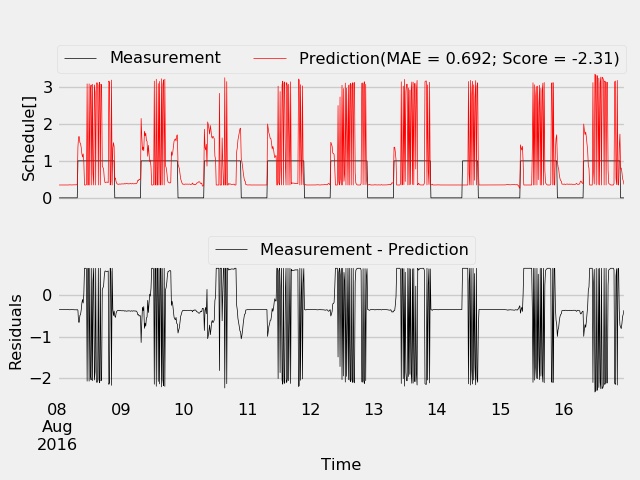 Measurement
Prediction(MAE = 0.692; Score = -2.31)
Schedule[]
3
2
1
0
Measurement - Prediction
Residuals
0
−1
−2
08 09 10 11 12 13 14 15 16
Aug
2016
Time